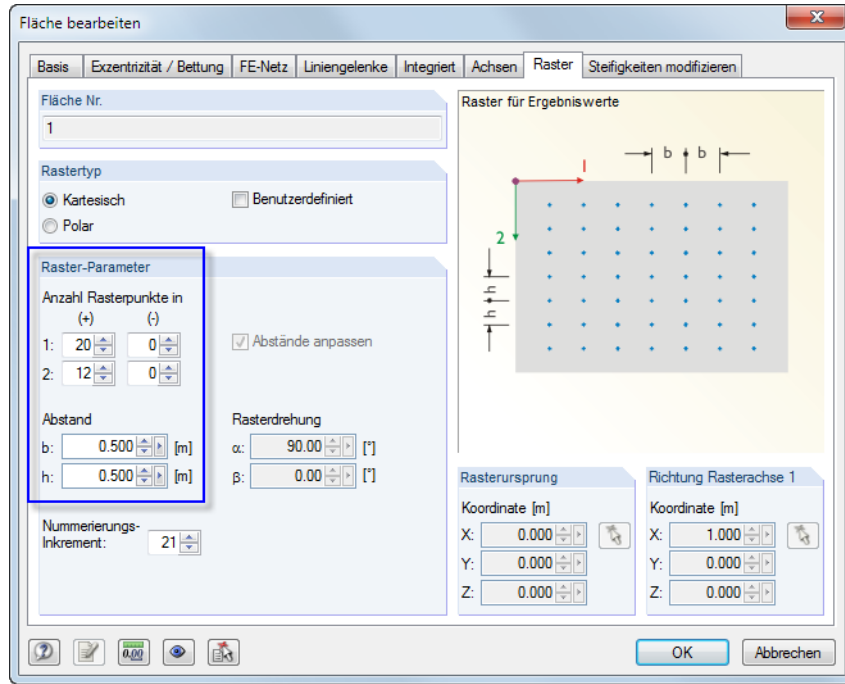 Fläche bearbeiten
Basis Exzentrizität / Bettung FE-Netz Liniengelenke Integriert Achsen Raster Steifigkeiten modifizieren
Fläche Nr.
1
Rastertyp
Kartesisch Benutzerdefiniert
Polar
Raster-Parameter
Anzahl Rasterpunkte in
(+) (-)
1: 20 0
2: 12 0
Abstände anpassen
Abstand
b: 0.500 [m]
h: 0.500 [m]
Rasterdrehung
α: 90.00 [°]
β: 0.00 [°]
Nummerierungs-
Inkrement: 21
Raster für Ergebniswerte
b b
1
2
h
h
Rasterursprung
Koordinate [m]
X: 0.000
Y: 0.000
Z: 0.000
Richtung Rasterachse 1
Koordinate [m]
X: 1.000
Y: 0.000
Z: 0.000
0.00
OK Abbrechen